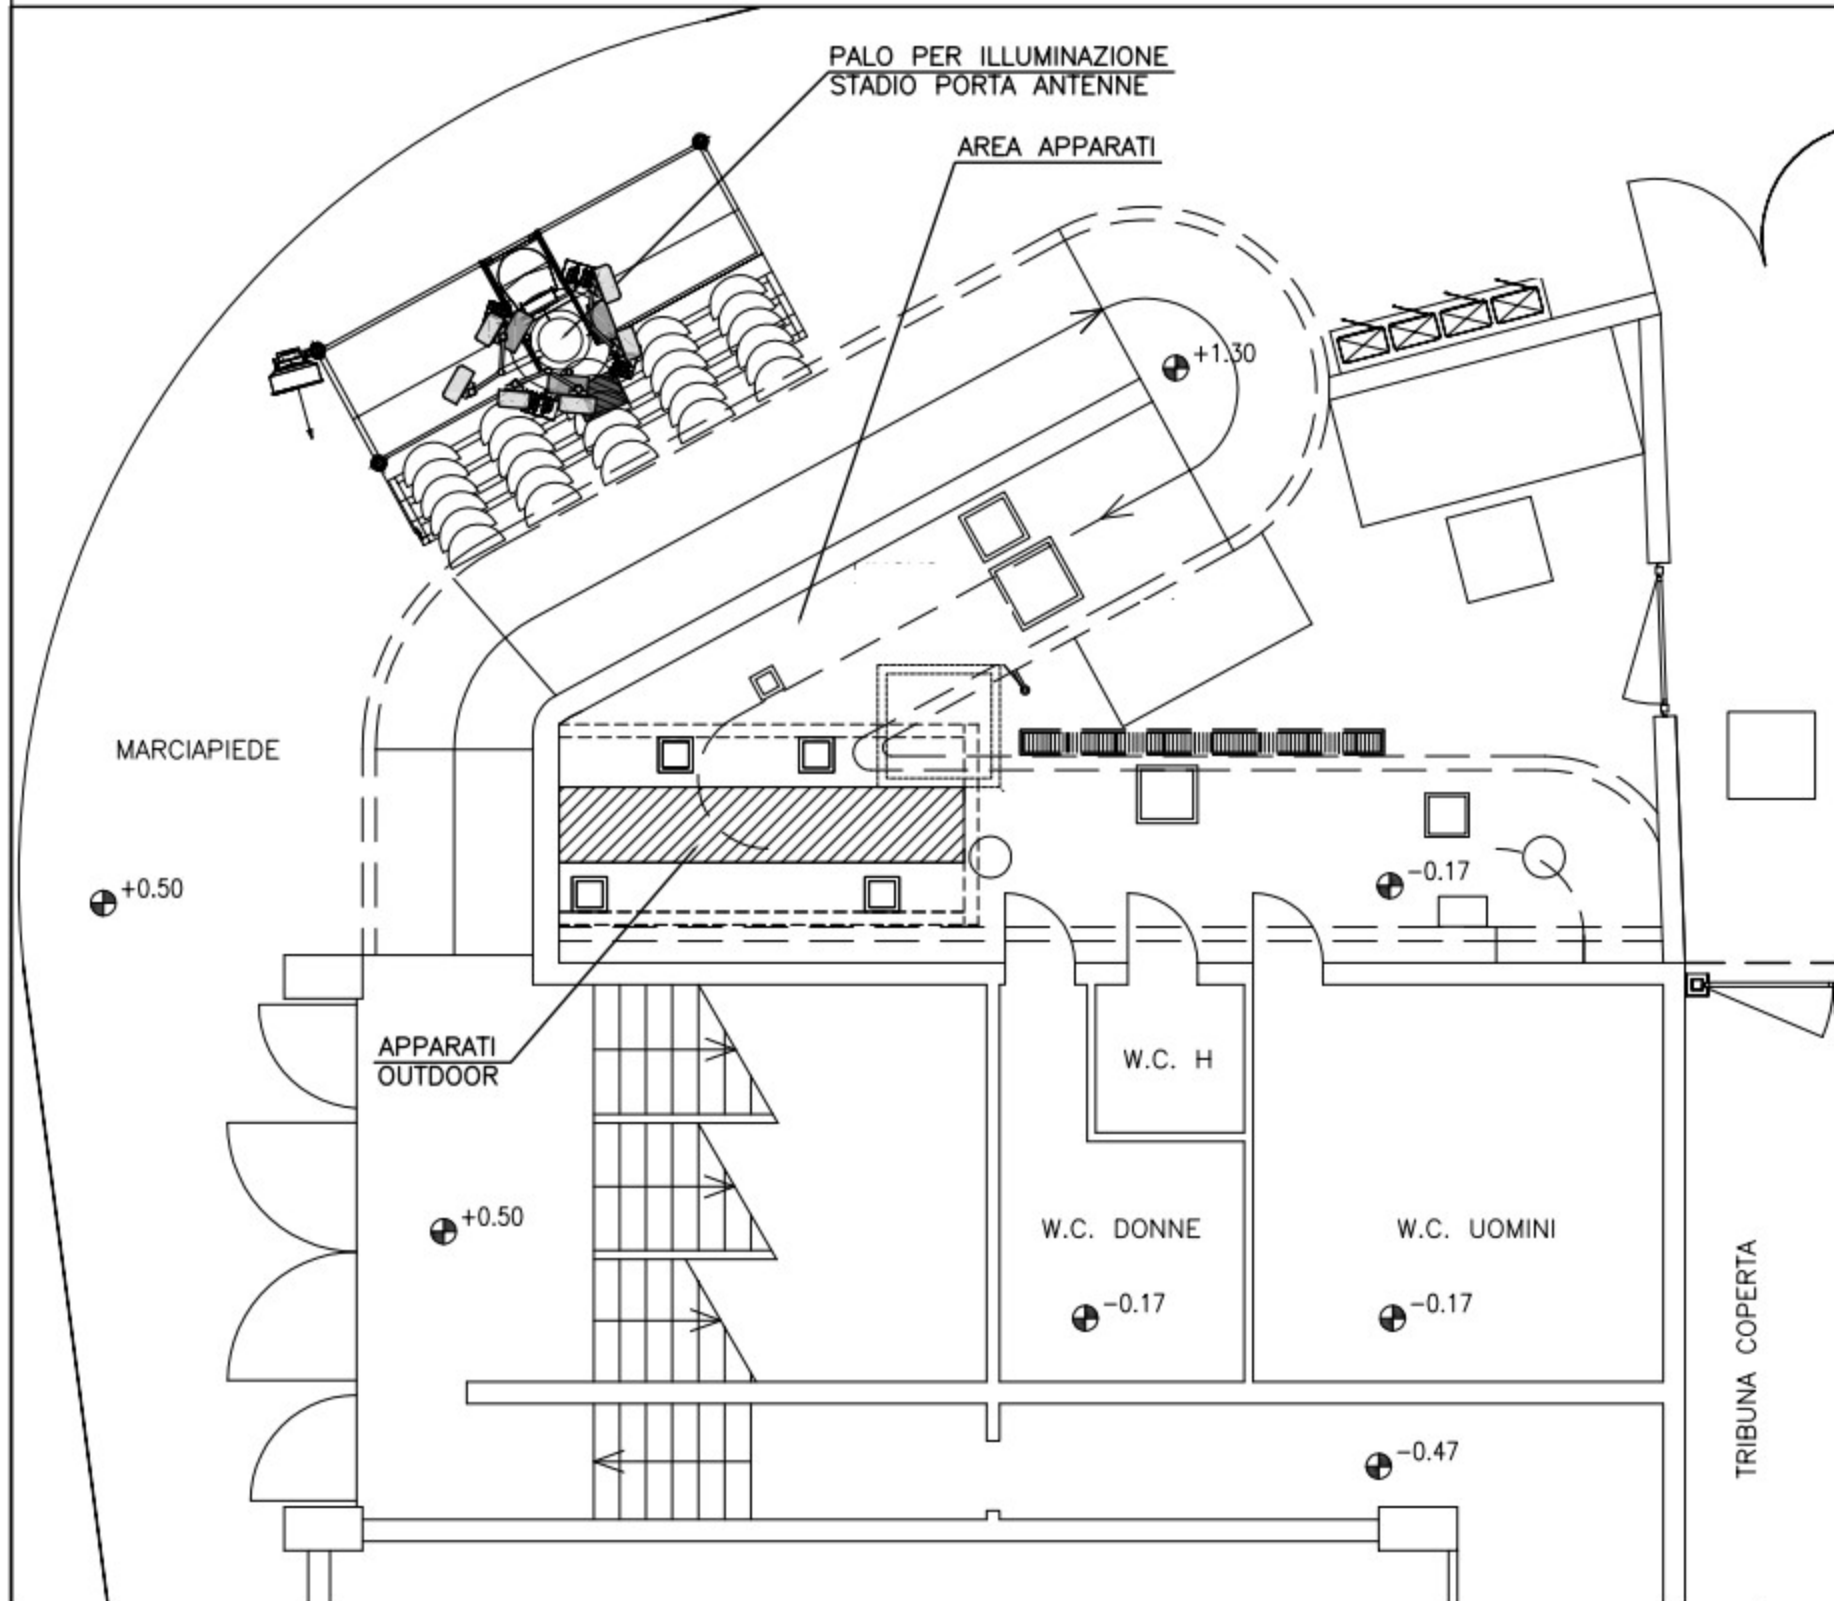 PALO PER ILLUMINAZIONE
STADIO PORTA ANTENNE
AREA APPARATI
+1.30
MARCIAPIEDE
+0.50
-0.17
APPARATI
OUTDOOR
W.C. H
+0.50
W.C. DONNE
W.C. UOMINI
-0.17
-0.17
TRIBUNA COPERTA
-0.47